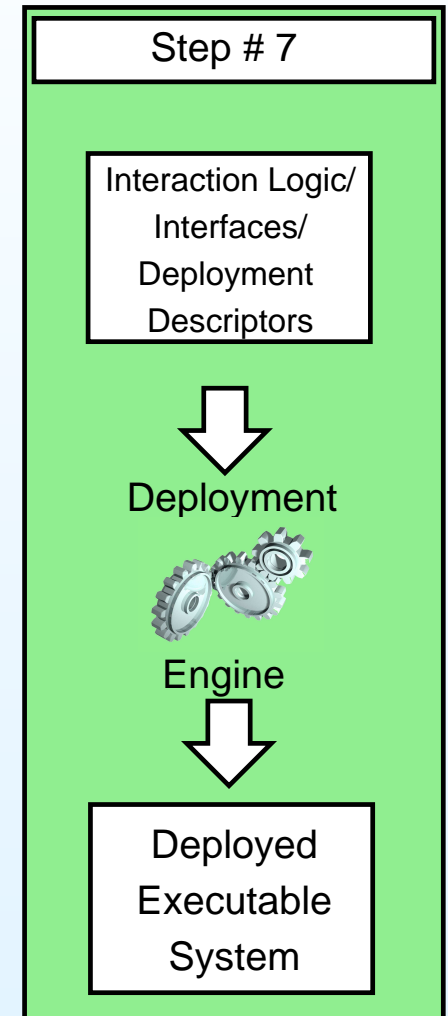 Step # 7
Interaction Logic/
Interfaces/
Deployment
Descriptors
Deployment
Engine
Deployed
Executable
System